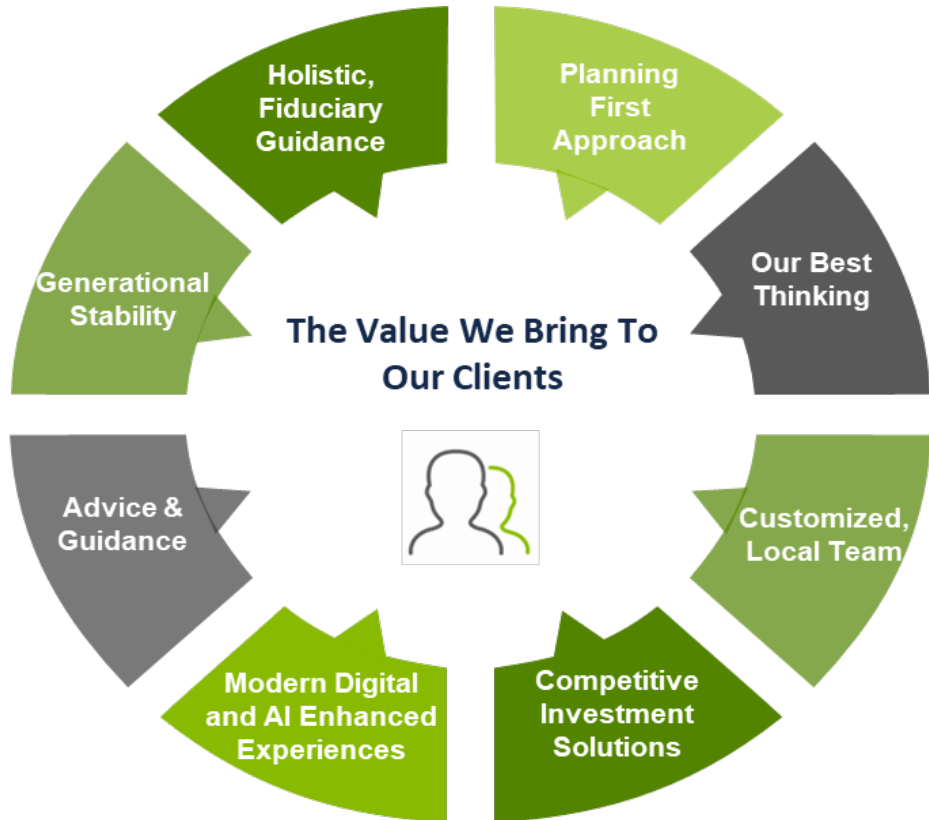 Holistic,
Fiduciary
Guidance
Planning
First
Approach
Our Best
Thinking
Customized,
Local Team
Competitive
Investment
Solutions
Modern Digital
and AI Enhanced
Experiences
Advice &
Guidance
Generational
Stability
The Value We Bring To
Our Clients